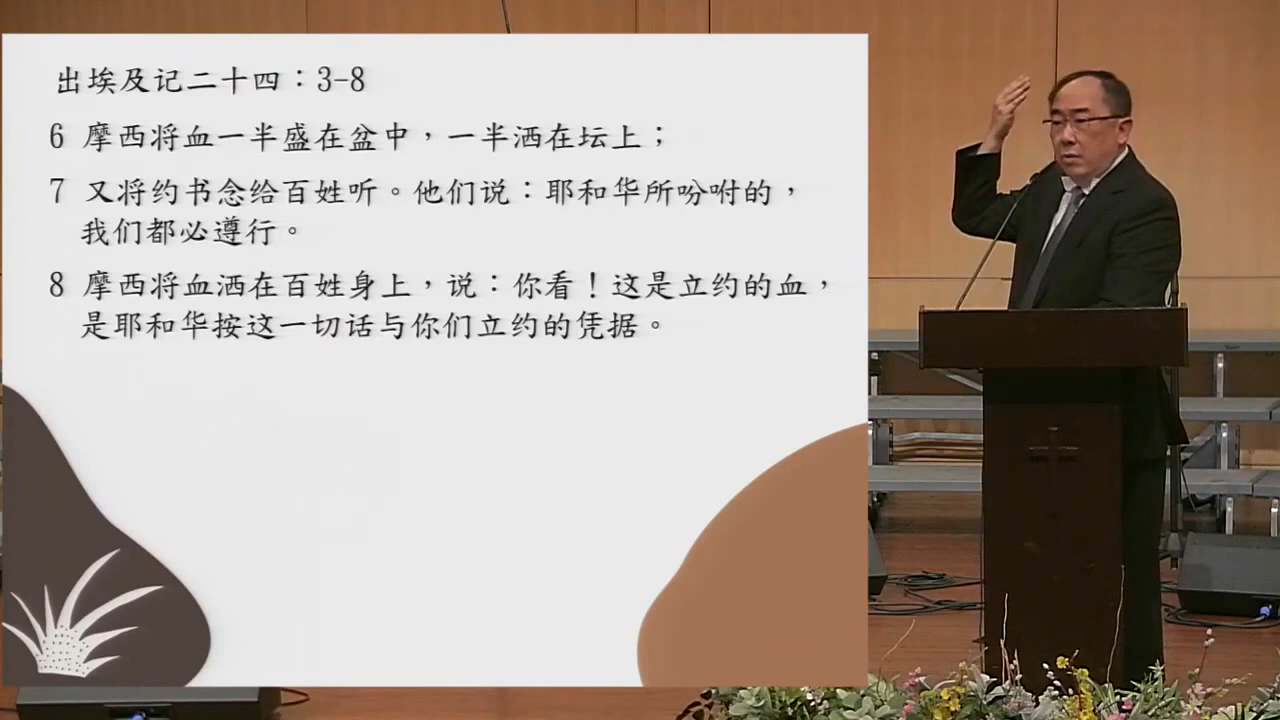 出埃及记二十四：3-8
6 摩西将血一半盛在盆中，一半洒在坛上；
7 又将约书念给百姓听。他们说：耶和华所吩咐的，
我们都必遵行。
8 摩西将血洒在百姓身上，说：你看！这是立约的血，
是耶和华按这一切话与你们立约的凭据。